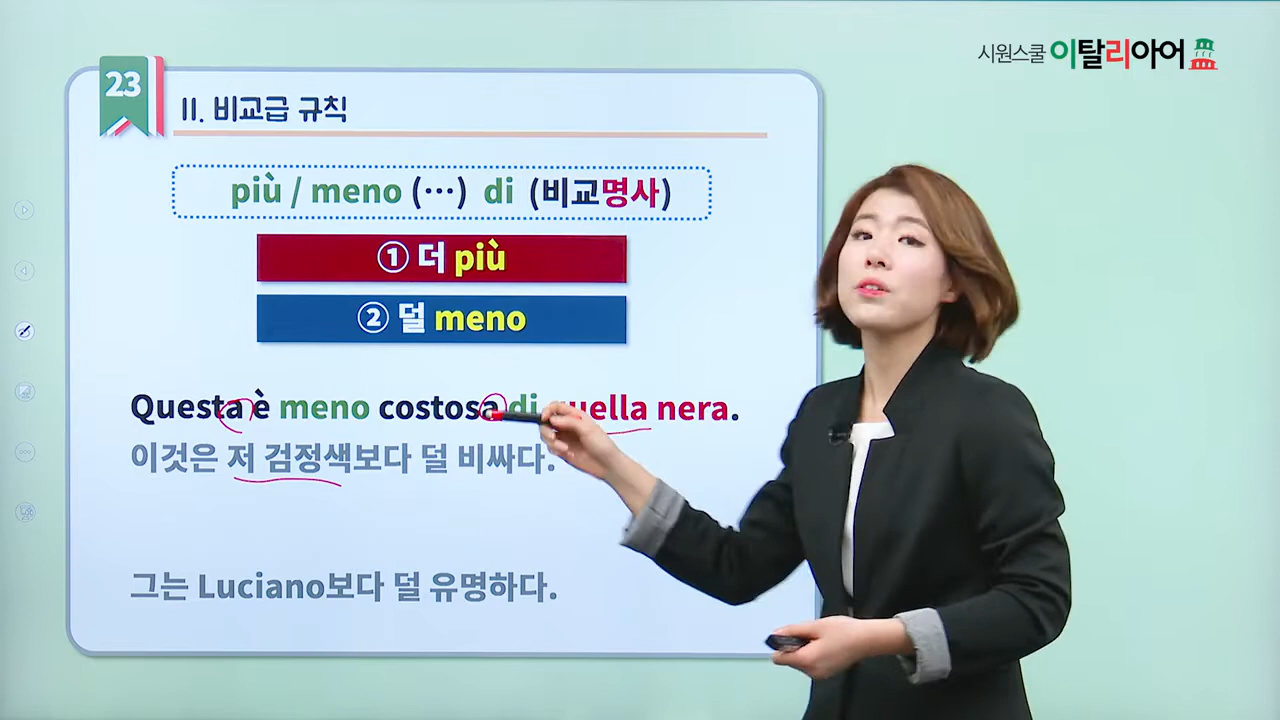 시원스쿨 이탈리아어
23
II. 비교급 규칙
più / meno (…) di (비교명사)
① 더 più
② 덜 meno
Questa è meno costosa di quella nera.
이것은 저 검정색보다 덜 비싸다.
그는 Luciano보다 덜 유명하다.